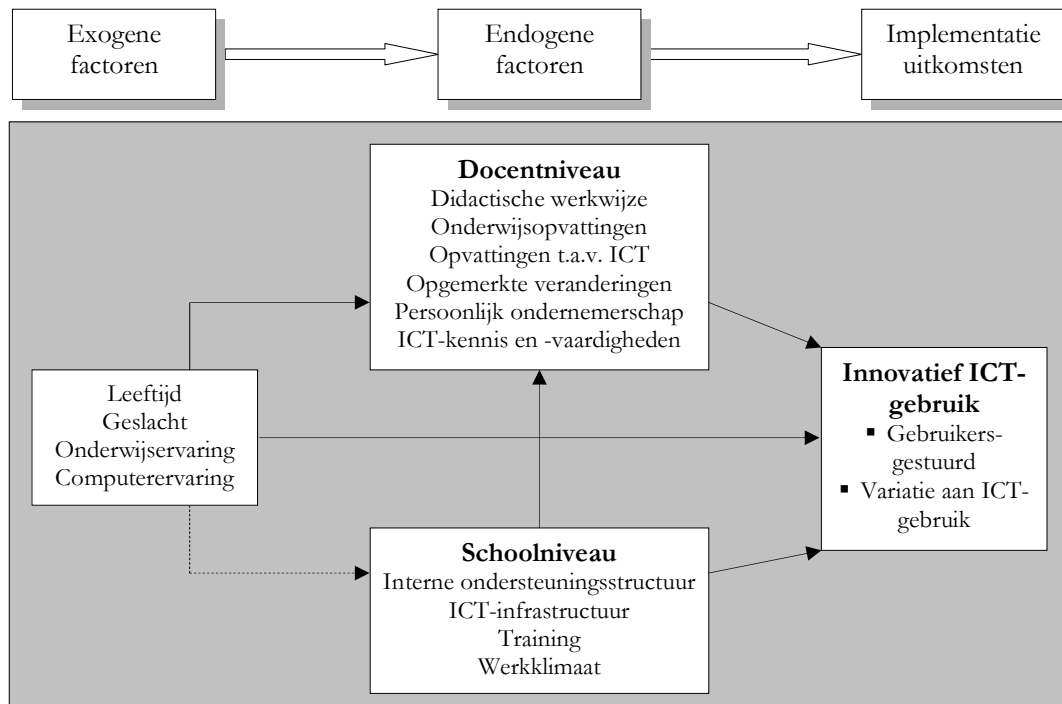 Exogene
factoren
Endogene
factoren
Implementatie
uitkomsten
Docentniveau
Didactische werkwijze
Onderwijsopvattingen
Opvattingen t.a.v. ICT
Opgemerkte veranderingen
Persoonlijk ondernemerschap
ICT-kennis en -vaardigheden
Leeftijd
Geslacht
Onderwijservaring
Computerervaring
Innovatief ICT-
gebruik
▪ Gebruikers-
gestuurd
▪ Variatie aan ICT-
gebruik
Schoolniveau
Interne ondersteuningsstructuur
ICT-infrastructuur
Training
Werkklimaat